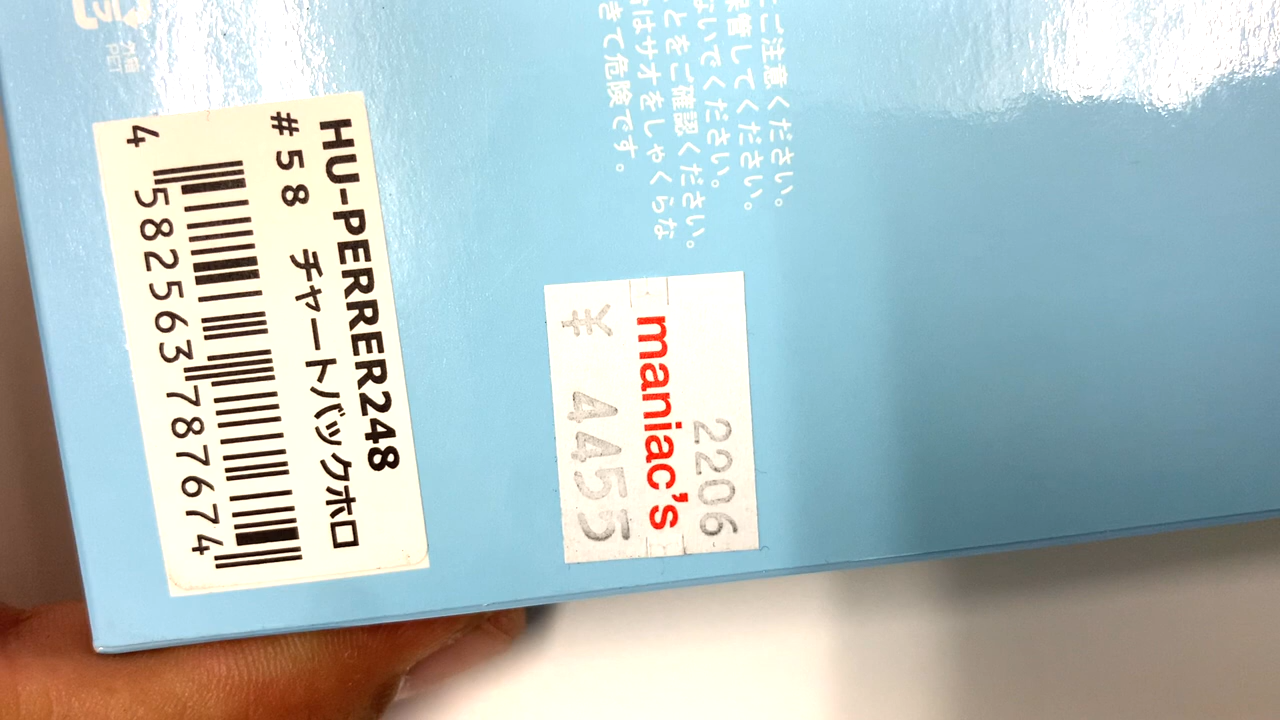 HU-PERRER248
#58 チャートバックホロ
4 582563 787674
2206
maniac's
¥ 4455
ご注意ください。
保管してください。
ないでください。
とをご確認ください。
はサオをしゃくらな
きて危険です。